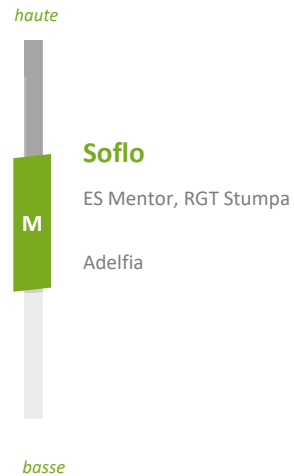 haute
Soflo
ES Mentor, RGT Stumpa
M
Adelfia
basse